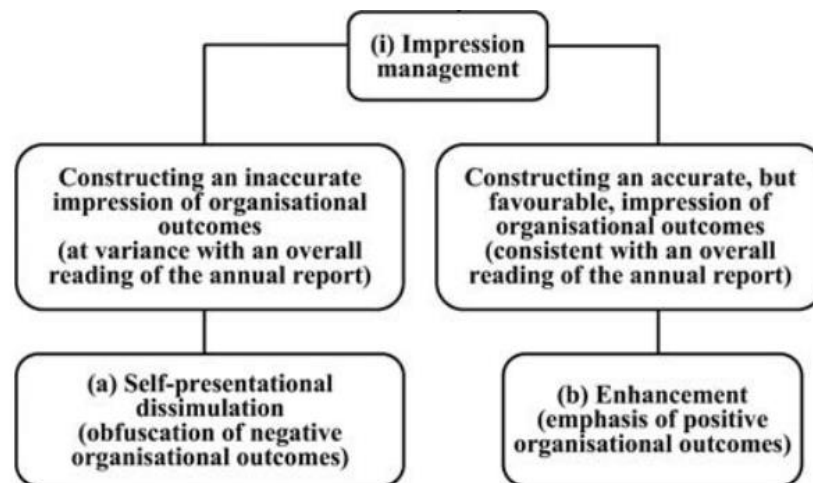 (i) Impression
management
Constructing an inaccurate
impression of organisational
outcomes
(at variance with an overall
reading of the annual report)
Constructing an accurate, but
favourable, impression of
organisational outcomes
(consistent with an overall
reading of the annual report)
(a) Self-presentational
dissimulation
(obfuscation of negative
organisational outcomes)
(b) Enhancement
(emphasis of positive
organisational outcomes)